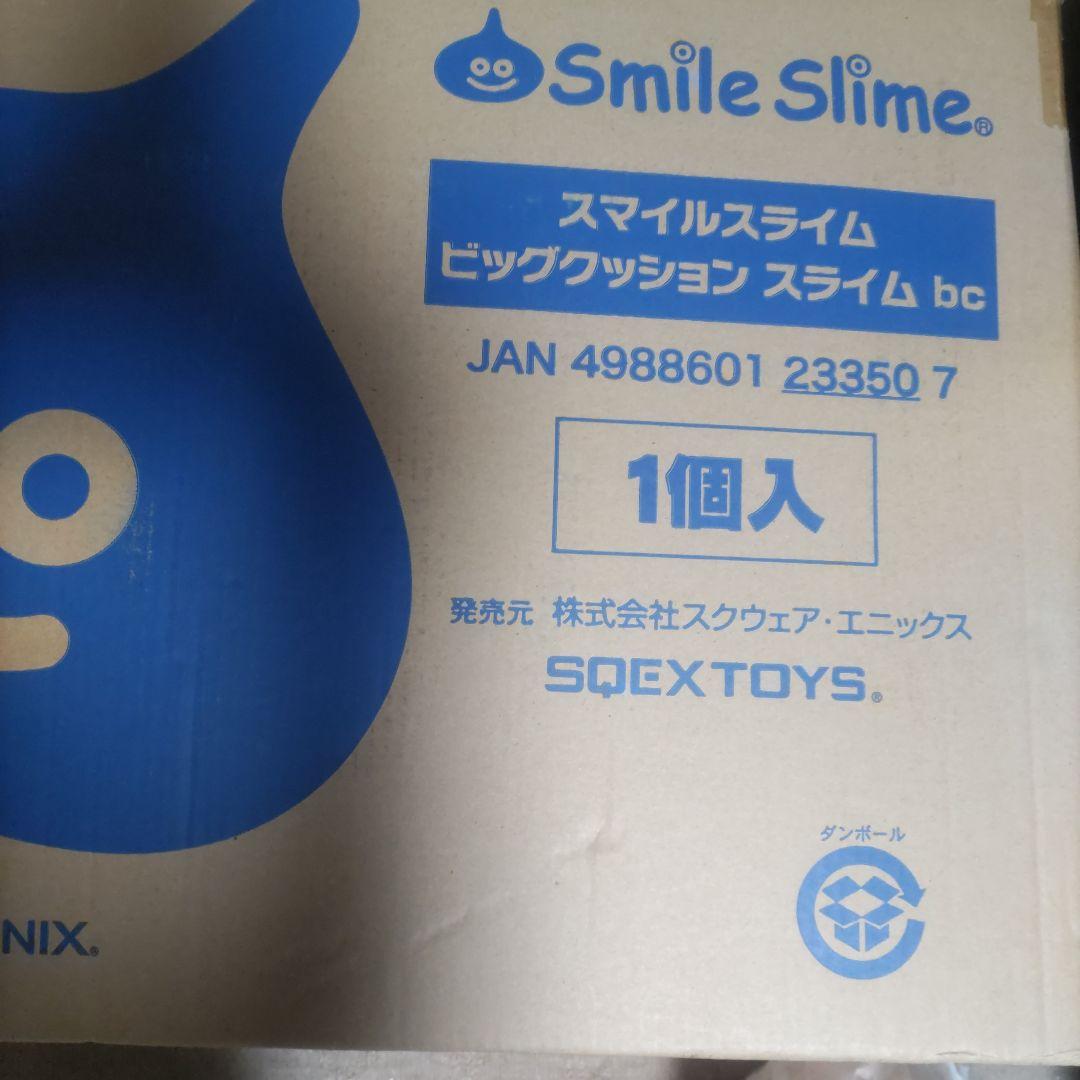 Smile Slime®
スマイルスライム
ビッグクッション スライム bc
JAN 4988601 23350 7
1個入
発売元 株式会社スクウェア・エニックス
SQEX TOYS®
ダンボール
NIX®